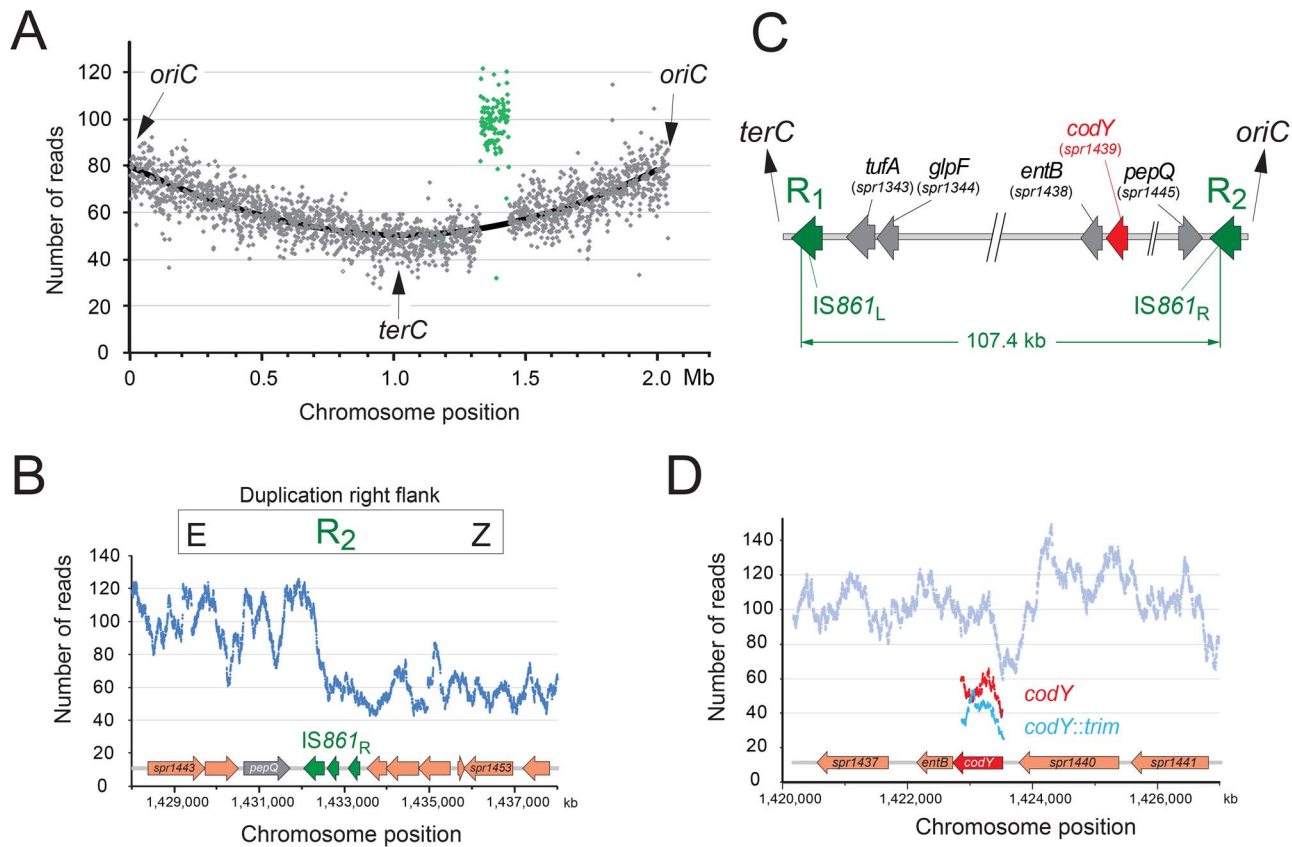 A
Number of reads
120
100
80
60
40
20
0
oriC
oriC
terC
0
0.5
1.0
1.5
2.0
Mb
Chromosome position
C
terC
oriC
codY
(spr1439)
tufA
(spr1343)
glpF
(spr1344)
entB
(spr1438)
pepQ
(spr1445)
R1
R2
IS861L
IS861R
107.4 kb
B
Duplication right flank
E
R2
Z
Number of reads
140
120
100
80
60
40
20
0
IS861R
spr1443
pepQ
spr1453
1,429,000
1,431,000
1,433,000
1,435,000
1,437,000
kb
Chromosome position
D
Number of reads
140
120
100
80
60
40
20
0
codY
codY::trim
spr1437
entB
codY
spr1440
spr1441
1,420,000
1,422,000
1,424,000
1,426,000
kb
Chromosome position